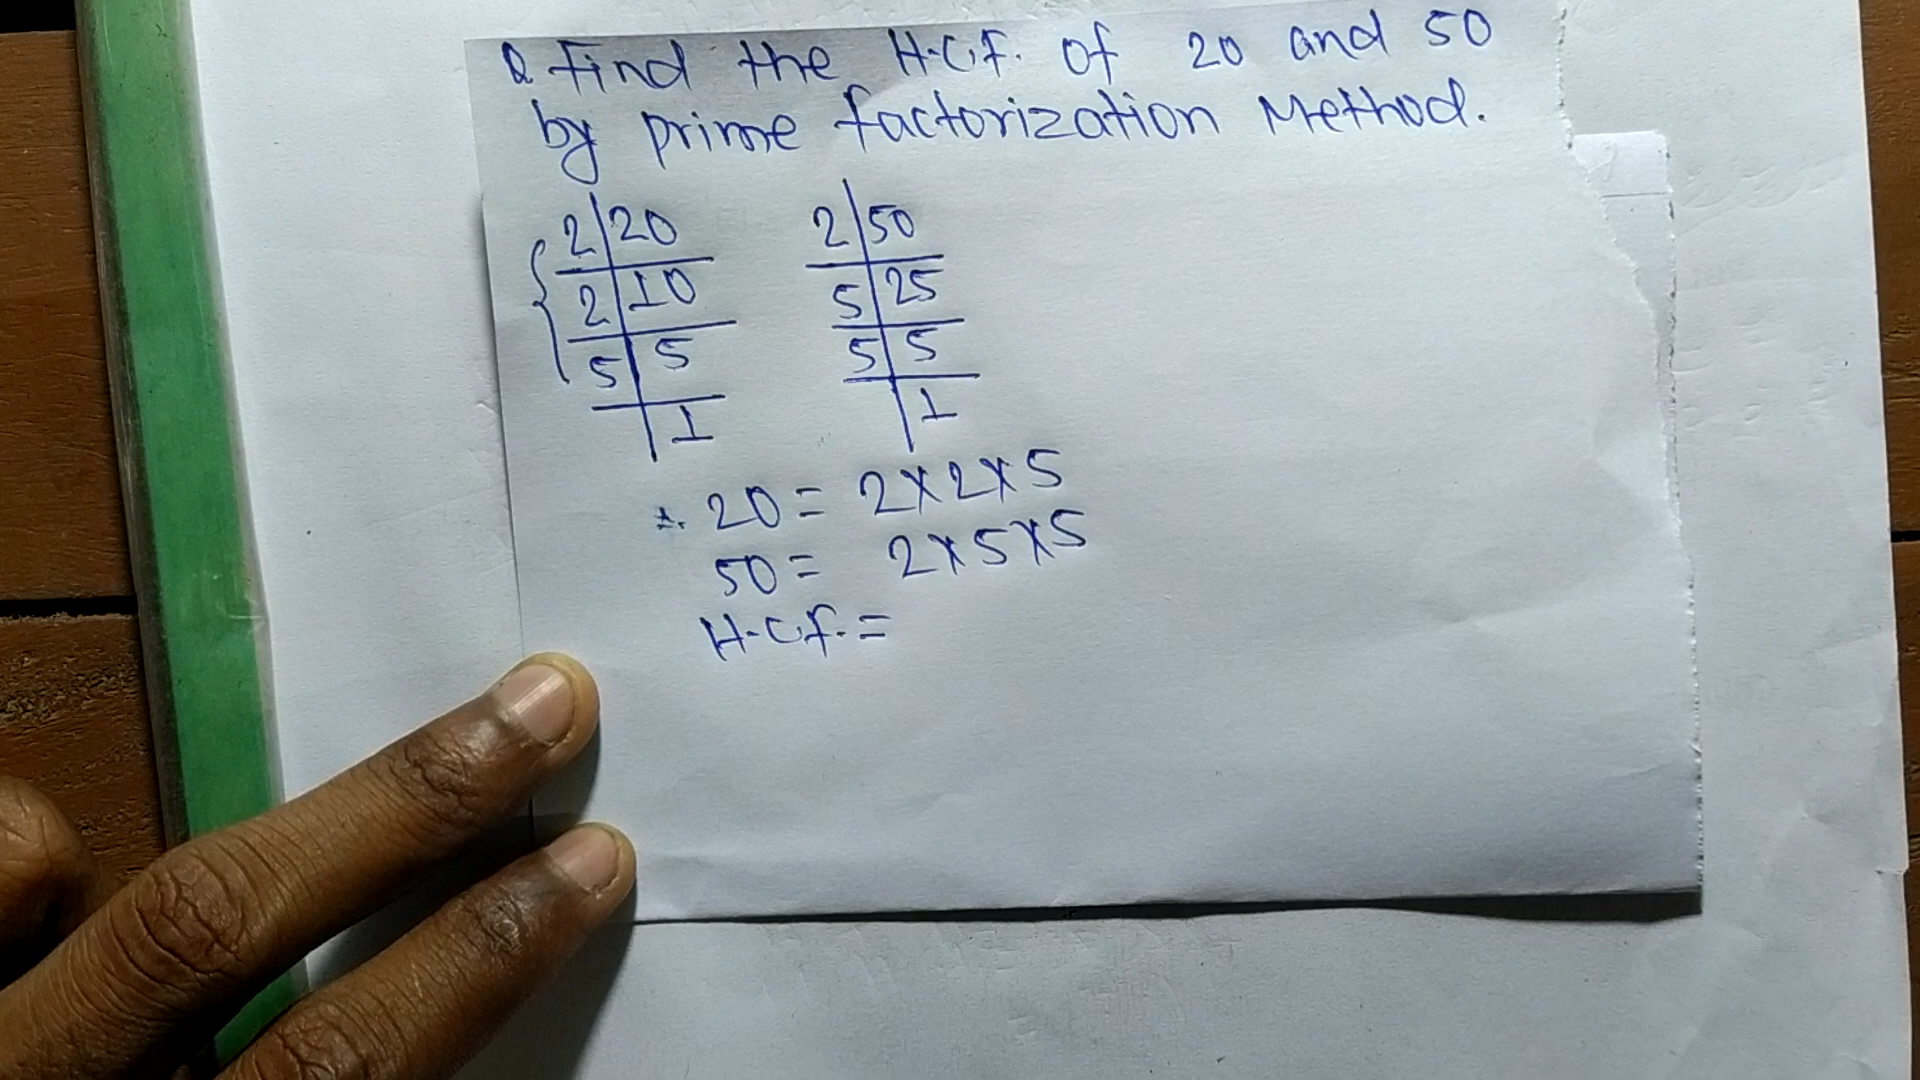 Q Find the H.C.F. of 20 and 50
by prime factorization Method.
2 | 20
2 | 10
5 | 5
1
2 | 50
5 | 25
5 | 5
1
∴ 20 = 2×2×5
50 = 2×5×5
H.C.F. =